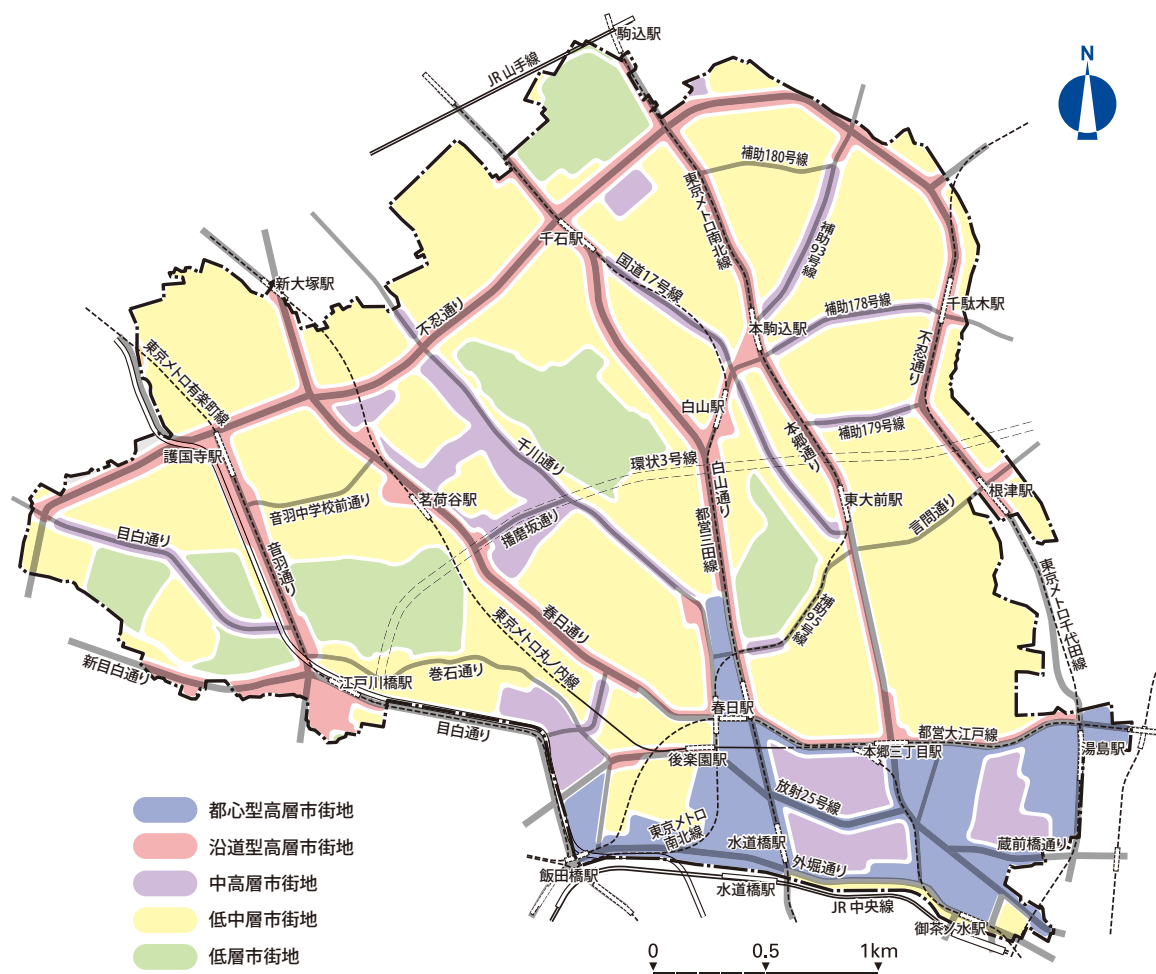 駒込駅
JR山手線
N
補助180号線
東京メトロ南北線
千石駅
国道17号線
補助93号線
新大塚駅
不忍通り
補助178号線
千駄木駅
本駒込駅
不忍通り
東京メトロ有楽町線
白山駅
千川通り
本郷通り
補助179号線
環状3号線
護国寺駅
白山通り
茗荷谷駅
東大前駅
根津駅
音羽中学校前通り
言問通り
播磨坂通り
目白通り
音羽通り
都営三田線
東京メトロ千代田線
補助95号線
春日通り
東京メトロ丸ノ内線
新目白通り
巻石通り
江戸川橋駅
春日駅
目白通り
都営大江戸線
後楽園駅
本郷三丁目駅
湯島駅
放射25号線
東京メトロ
南北線
水道橋駅
外堀通り
蔵前橋通り
飯田橋駅
水道橋駅
JR中央線
御茶ノ水駅
都心型高層市街地
沿道型高層市街地
中高層市街地
低中層市街地
低層市街地
0 0.5 1km